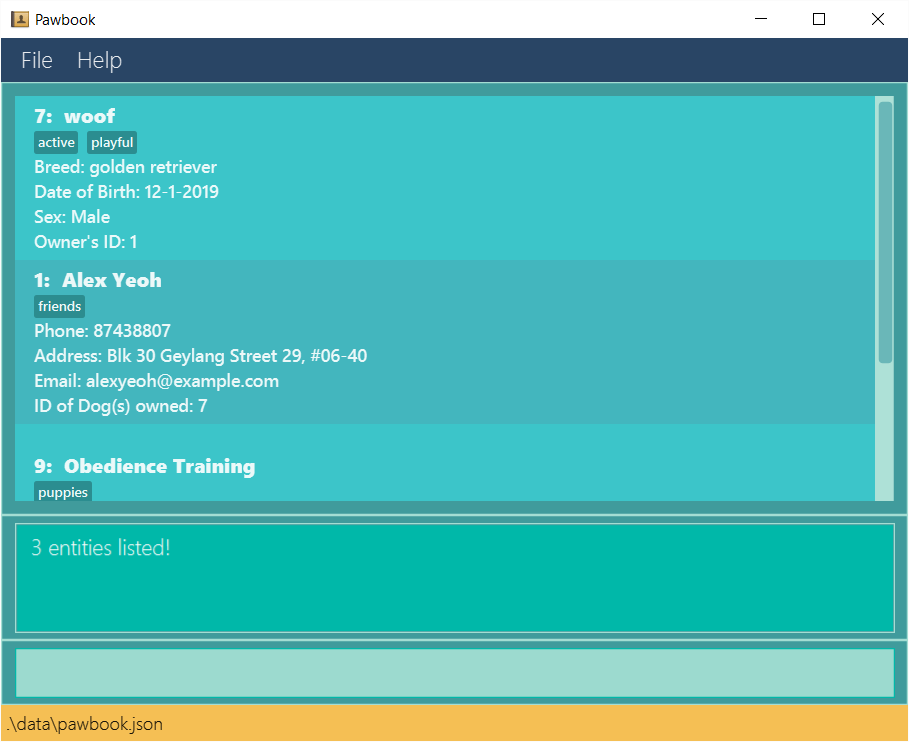 Pawbook
File Help
7: woof
active playful
Breed: golden retriever
Date of Birth: 12-1-2019
Sex: Male
Owner's ID: 1
1: Alex Yeoh
friends
Phone: 87438807
Address: Blk 30 Geylang Street 29, #06-40
Email: alexyeoh@example.com
ID of Dog(s) owned: 7
9: Obedience Training
puppies
3 entities listed!
.\data\pawbook.json